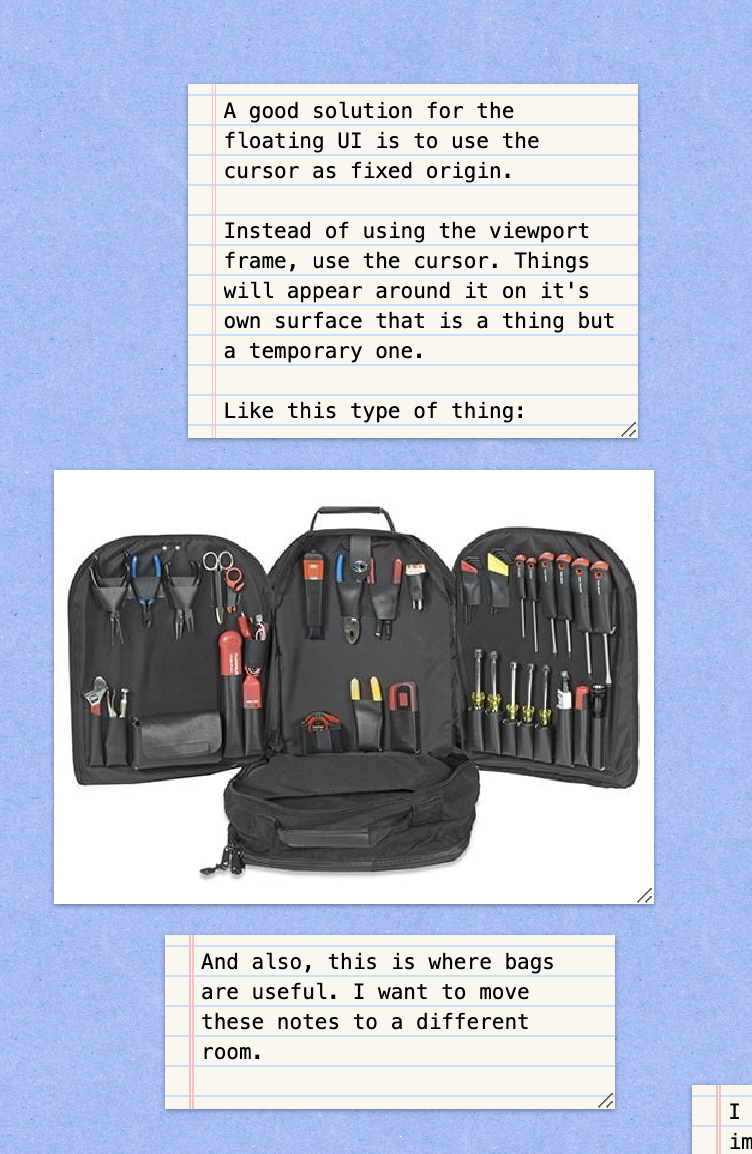 A good solution for the
floating UI is to use the
cursor as fixed origin.
Instead of using the viewport
frame, use the cursor. Things
will appear around it on it's
own surface that is a thing but
a temporary one.
Like this type of thing:
And also, this is where bags
are useful. I want to move
these notes to a different
room.
I
im